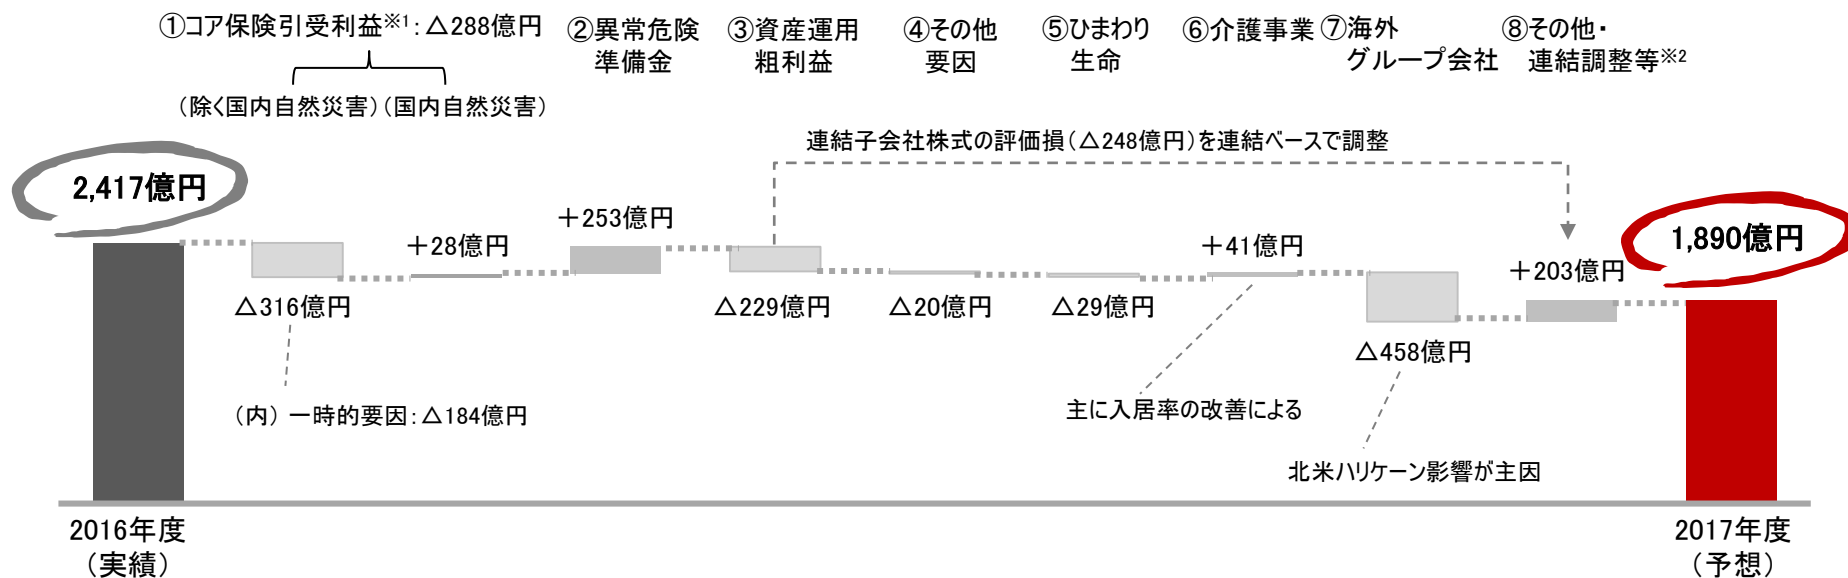 ①コア保険引受利益※1：△288億円
（除く国内自然災害）（国内自然災害）
②異常危険
準備金
③資産運用
粗利益
④その他
要因
⑤ひまわり
生命
⑥介護事業
⑦海外
グループ会社
⑧その他・
連結調整等※2
連結子会社株式の評価損（△248億円）を連結ベースで調整
2,417億円
△316億円
＋28億円
＋253億円
△229億円
△20億円
△29億円
＋41億円
△458億円
＋203億円
1,890億円
（内） 一時的要因：△184億円
主に入居率の改善による
北米ハリケーン影響が主因
2016年度
（実績）
2017年度
（予想）